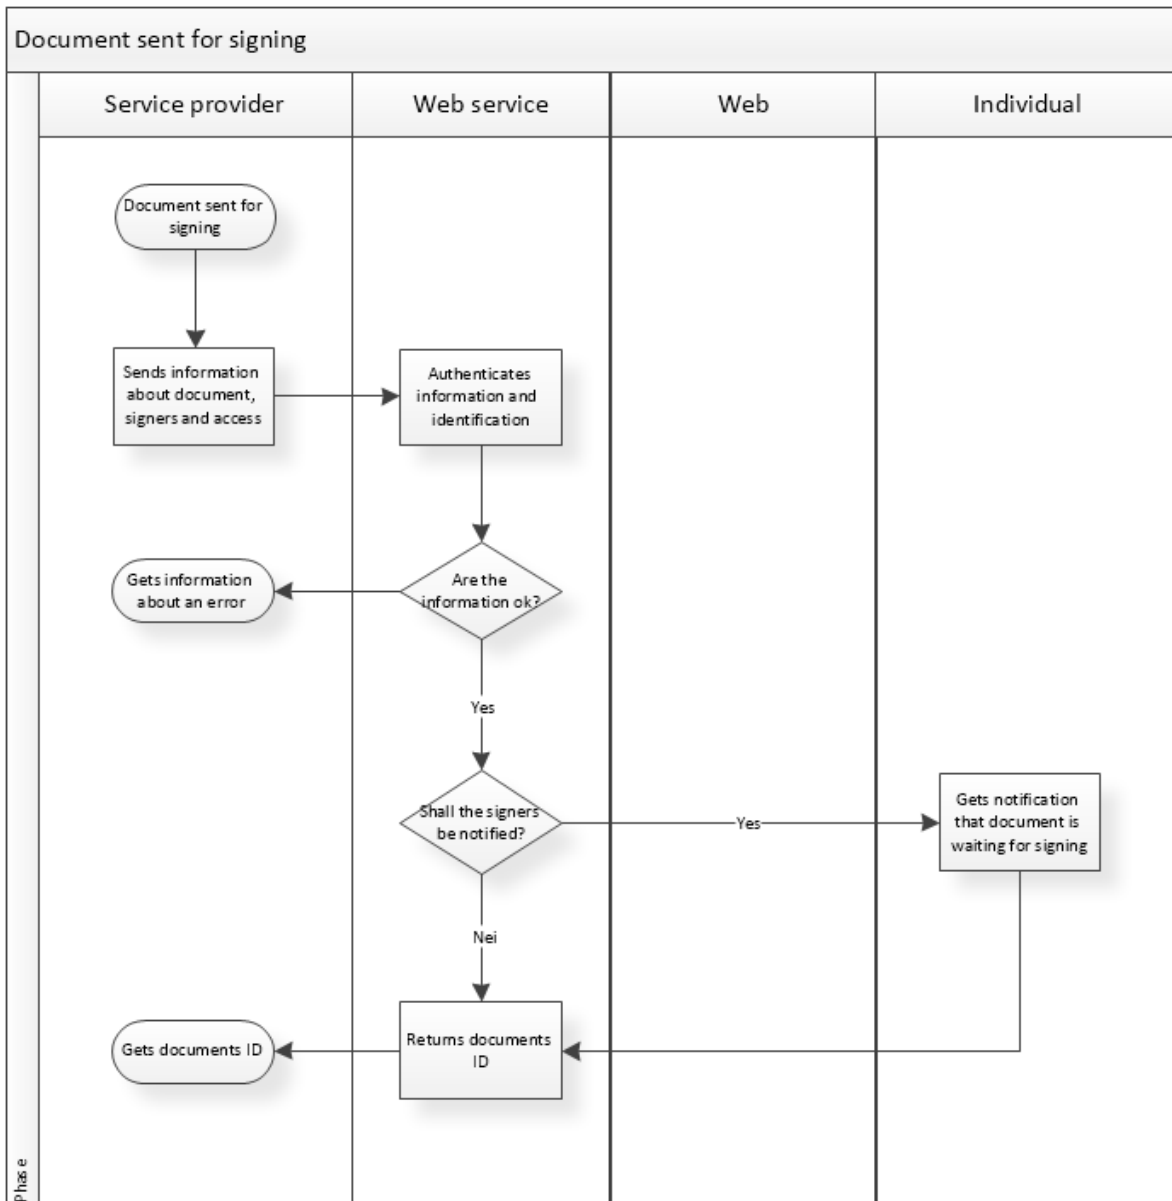 Document sent for signing
Service provider
Web service
Web
Individual
Document sent for
signing
Sends information
about document,
signers and access
Authenticates
information and
identification
Gets information
about an error
Are the
information ok?
Yes
Shall the signers
be notified?
Yes
Gets notification
that document is
waiting for signing
Nei
Gets documents ID
Returns documents
ID
Phase